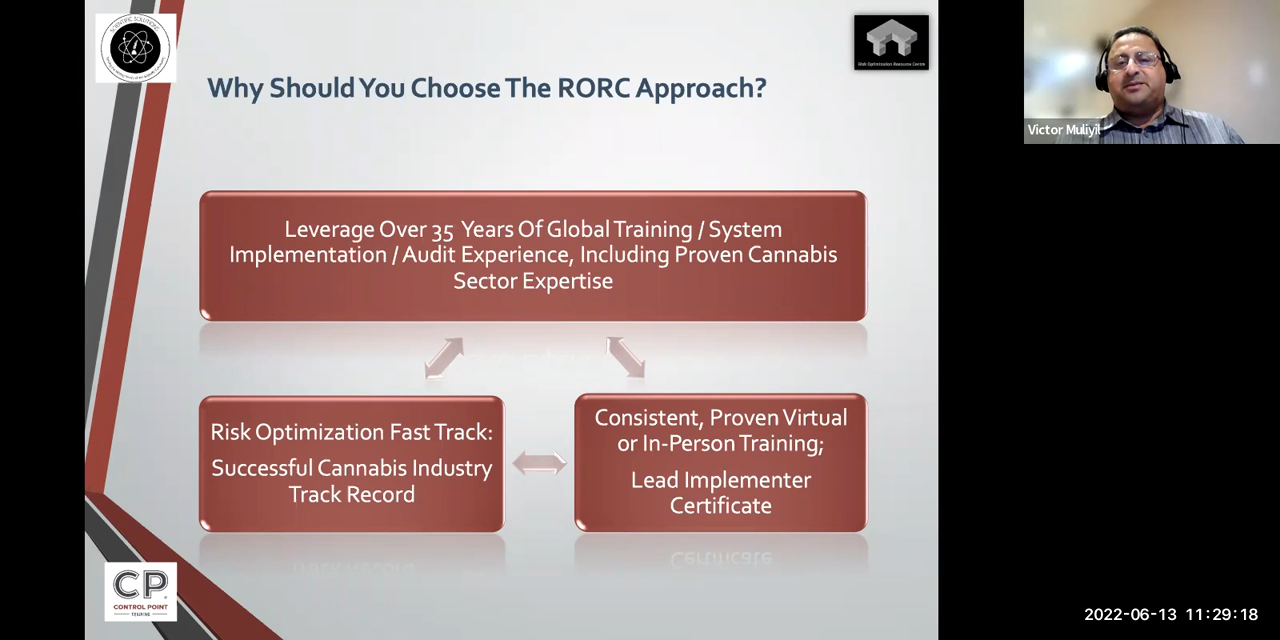 SCIENTIFIC SOLUTIONS
Risk Optimization Resource Centre
Why Should You Choose The RORC Approach?
Victor Muliyil
Leverage Over 35 Years Of Global Training / System
Implementation / Audit Experience, Including Proven Cannabis
Sector Expertise
Risk Optimization Fast Track:
Successful Cannabis Industry
Track Record
Consistent, Proven Virtual
or In-Person Training;
Lead Implementer
Certificate
CP
CONTROL POINT
TRAINING
2022-06-13 11:29:18